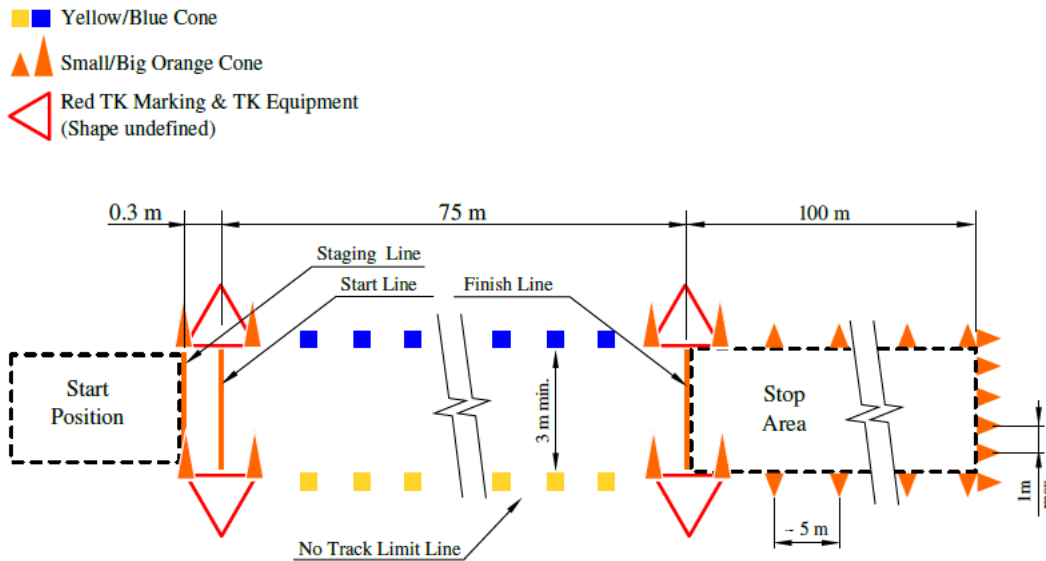 Yellow/Blue Cone
Small/Big Orange Cone
Red TK Marking & TK Equipment
(Shape undefined)
0.3 m
75 m
100 m
Staging Line
Start Line
Finish Line
Start
Position
3 m min.
Stop
Area
1m
~ 5 m
No Track Limit Line